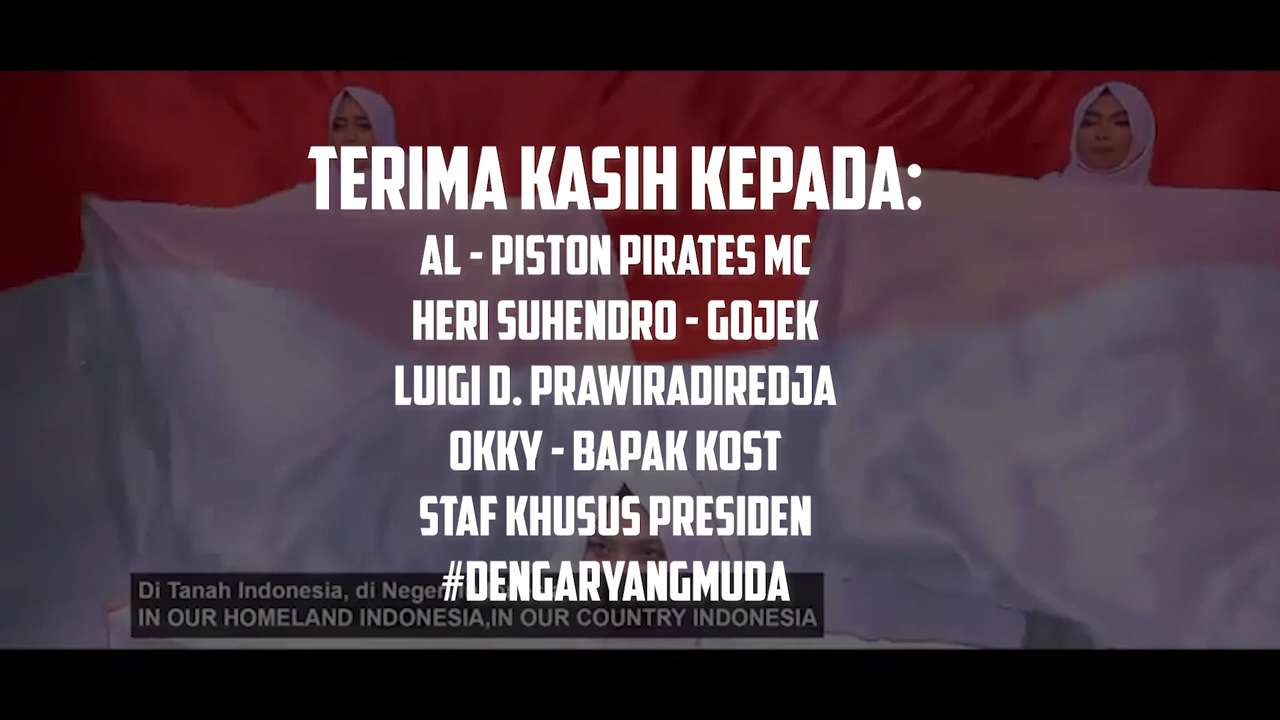 TERIMA KASIH KEPADA:
AL - PISTON PIRATES MC
HERI SUHENDRO - GOJEK
LUIGI D. PRAWIRADIREDJA
OKKY - BAPAK KOST
STAF KHUSUS PRESIDEN
#DENGARYANGMUDA
Di Tanah Indonesia, di
IN OUR HOMELAND INDONESIA,IN OUR COUNTRY INDONESIA